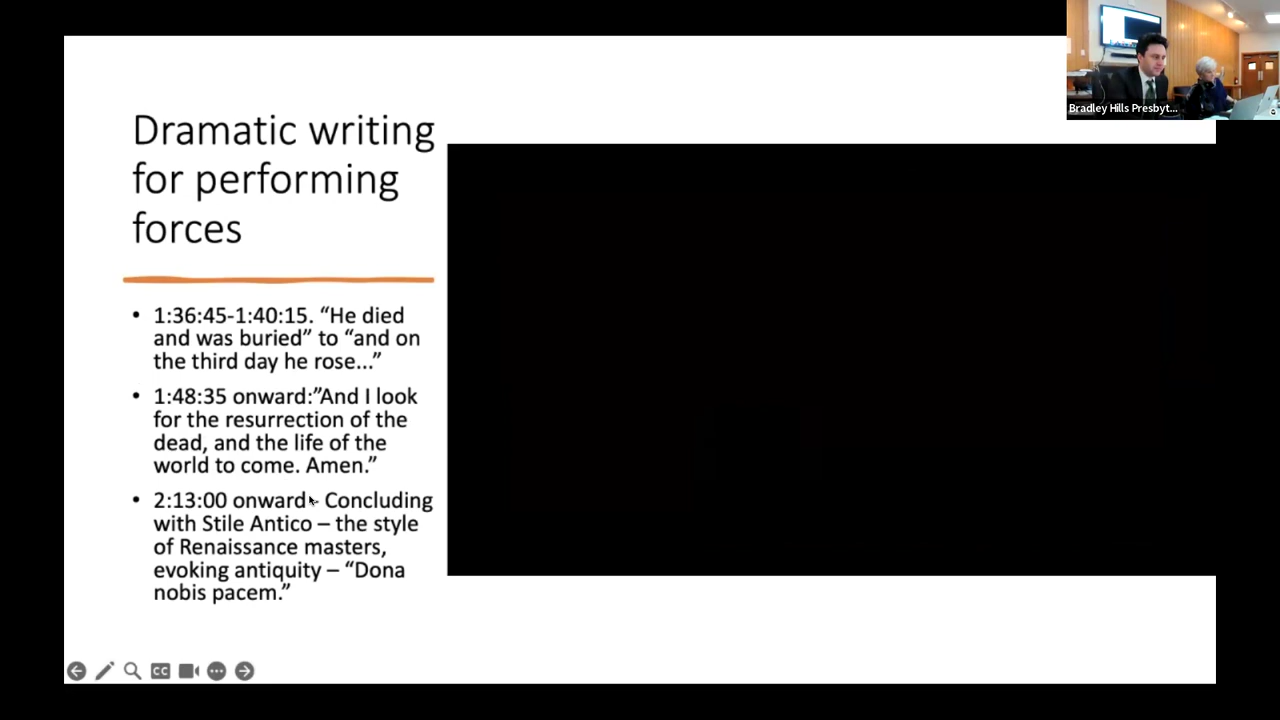 Bradley Hills Presbyt...
Dramatic writing
for performing
forces
• 1:36:45-1:40:15. “He died
and was buried” to “and on
the third day he rose...”
• 1:48:35 onward:”And I look
for the resurrection of the
dead, and the life of the
world to come. Amen.”
• 2:13:00 onward - Concluding
with Stile Antico – the style
of Renaissance masters,
evoking antiquity – “Dona
nobis pacem.”
CC